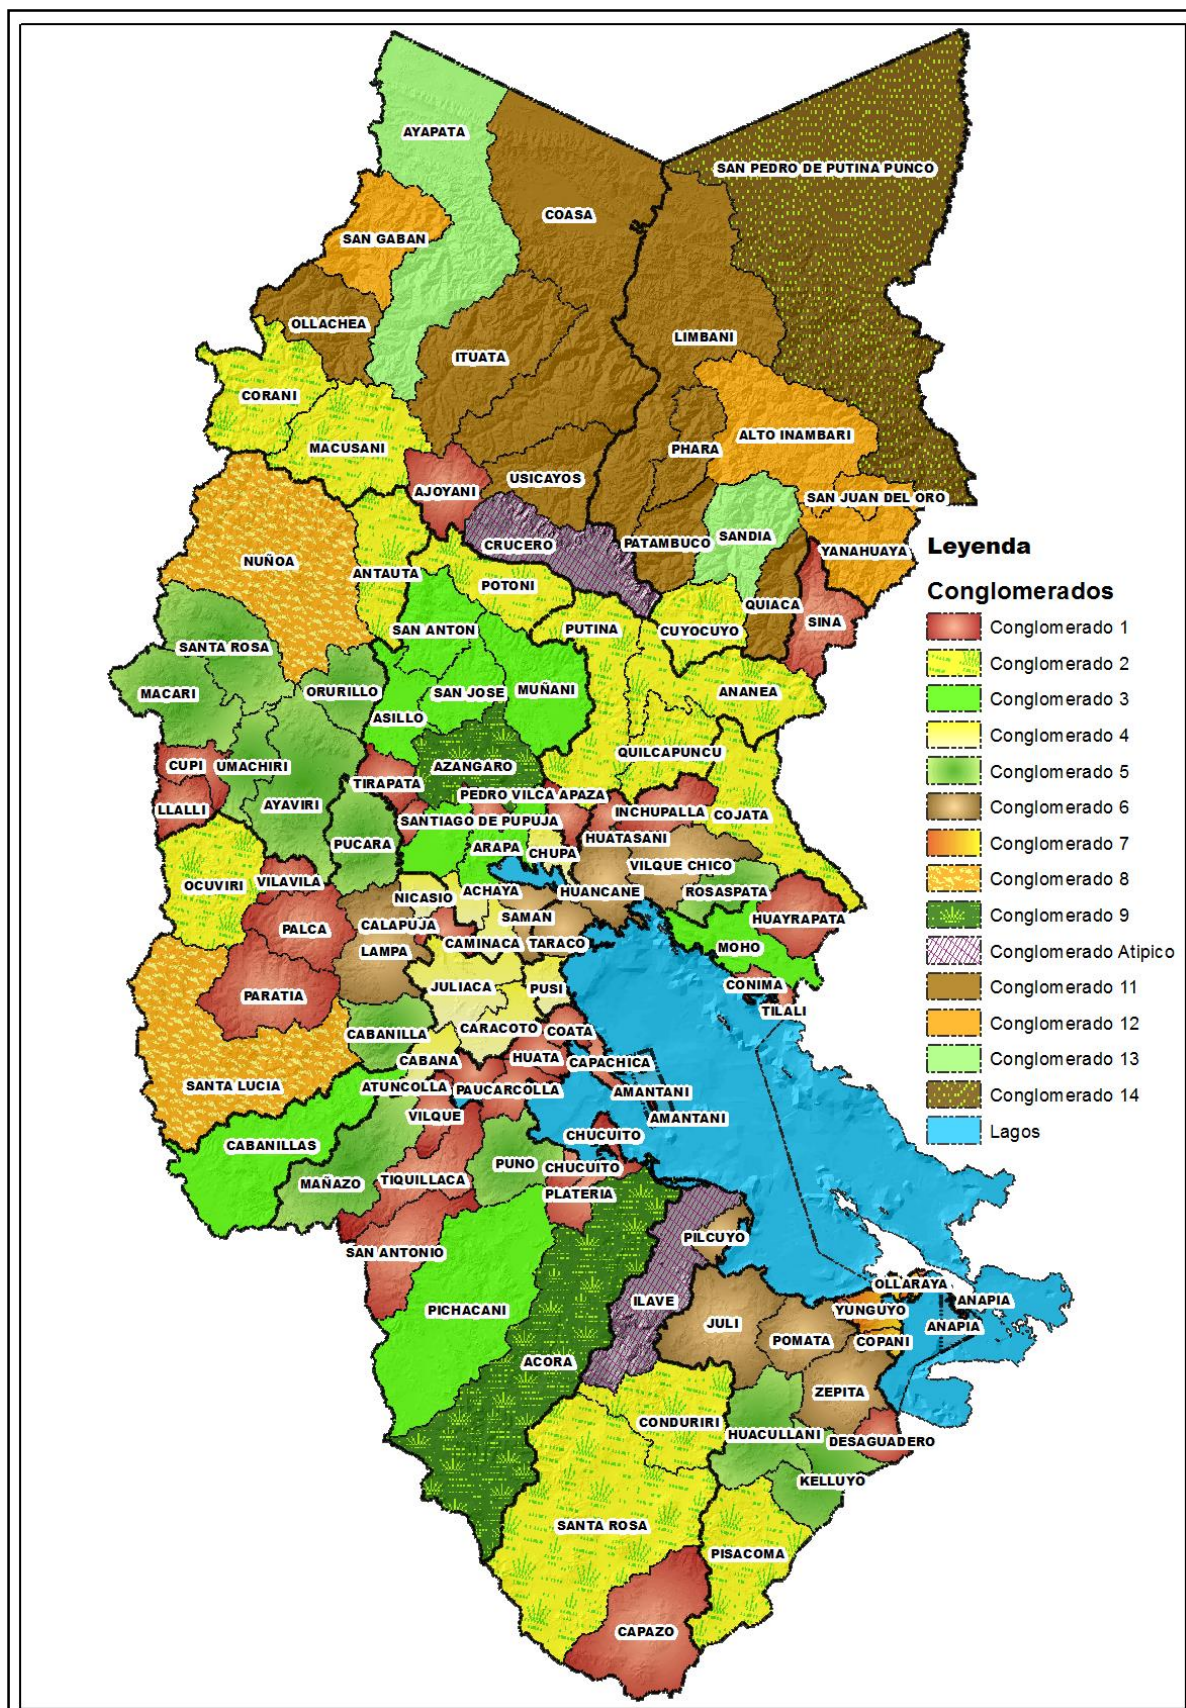 AYAPATA
SAN PEDRO DE PUTINA PUNCO
COASA
SAN GABAN
OLLACHEA
LIMBANI
ITUATA
CORANI
ALTO INAMBARI
MACUSANI
PHARA
USICAYOS
AJOYANI
SAN JUAN DEL ORO
CRUCERO
PATAMBUCO
SANDIA
YANAHUAYA
NUÑOA
ANTAUTA
POTONI
QUIACA
SINA
SAN ANTON
PUTINA
CUYOCUYO
SANTA ROSA
MACARI
ORURILLO
SAN JOSE
MUÑANI
ANANEA
ASILLO
QUILCAPUNCU
CUPI
UMACHIRI
AZANGARO
TIRAPATA
PEDRO VILCA APAZA
LLALLI
AYAVIRI
SANTIAGO DE PUPUJA
INCHUPALLA
COJATA
PUCARA
ARAPA
CHUPA
HUATASANI
VILQUE CHICO
OCUVIRI
VILAVILA
NICASIO
ACHAYA
HUANCANE
ROSASPATA
PALCA
CALAPUJA
SAMAN
HUAYRAPATA
LAMPA
CAMINACA
TARACO
MOHO
PARATIA
JULIACA
PUSI
CONIMA
TILALI
CABANILLA
CARACOTO
COATA
CABANA
HUATA
CAPACHICA
SANTA LUCIA
ATUNCOLLA
PAUCARCOLLA
AMANTANI
VILQUE
AMANTANI
CABANILLAS
CHUCUITO
PUNO
CHUCUITO
MAÑAZO
TIQUILLACA
PLATERIA
SAN ANTONIO
PILCUYO
OLLARAYA
PICHACANI
ILAVE
JULI
YUNGUYO
ANAPIA
ANAPIA
POMATA
COPANI
ACORA
ZEPITA
CONDURIRI
HUACULLANI
DESAGUADERO
KELLUYO
SANTA ROSA
PISACOMA
CAPAZO
Leyenda
Conglomerados
Conglomerado 1
Conglomerado 2
Conglomerado 3
Conglomerado 4
Conglomerado 5
Conglomerado 6
Conglomerado 7
Conglomerado 8
Conglomerado 9
Conglomerado Atipico
Conglomerado 11
Conglomerado 12
Conglomerado 13
Conglomerado 14
Lagos